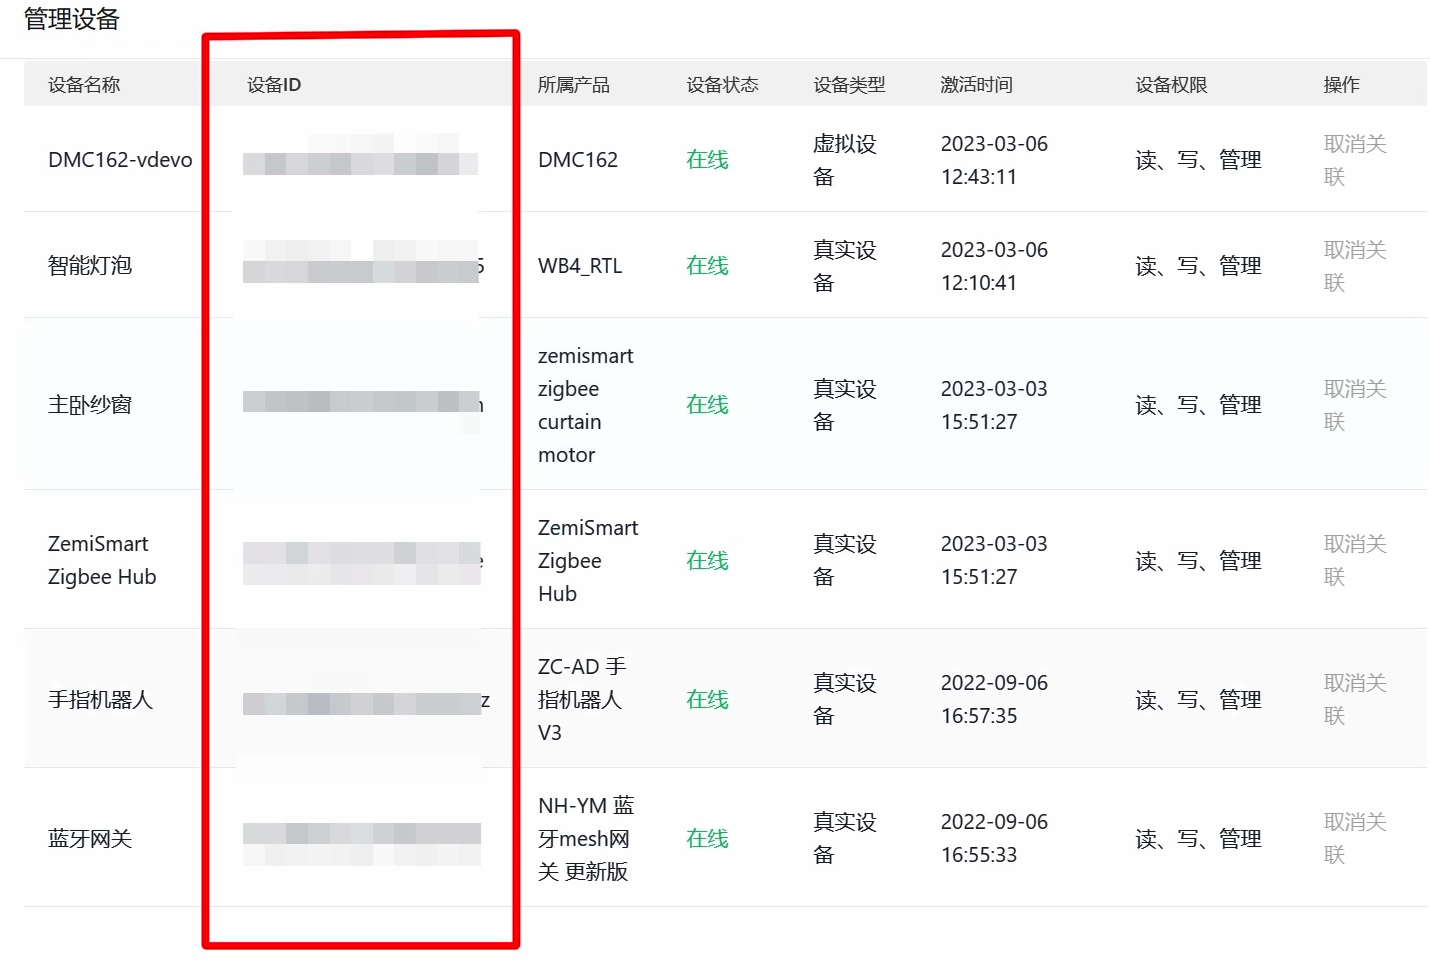 管理设备
设备名称 设备ID 所属产品 设备状态 设备类型 激活时间 设备权限 操作
DMC162-vdevo DMC162 在线 虚拟设 2023-03-06 读、写、管理 取消关
备 12:43:11 联
智能灯泡 WB4_RTL 在线 真实设 2023-03-06 读、写、管理 取消关
备 12:10:41 联
主卧纱窗 zemismart 在线 真实设 2023-03-03 读、写、管理 取消关
zigbee 备 15:51:27 联
curtain
motor
ZemiSmart ZemiSmart 在线 真实设 2023-03-03 读、写、管理 取消关
Zigbee Hub Zigbee 备 15:51:27 联
Hub
手指机器人 z ZC-AD 手 在线 真实设 2022-09-06 读、写、管理 取消关
指机器人 备 16:57:35 联
V3
蓝牙网关 NH-YM 蓝 在线 真实设 2022-09-06 读、写、管理 取消关
牙mesh网 备 16:55:33 联
关 更新版